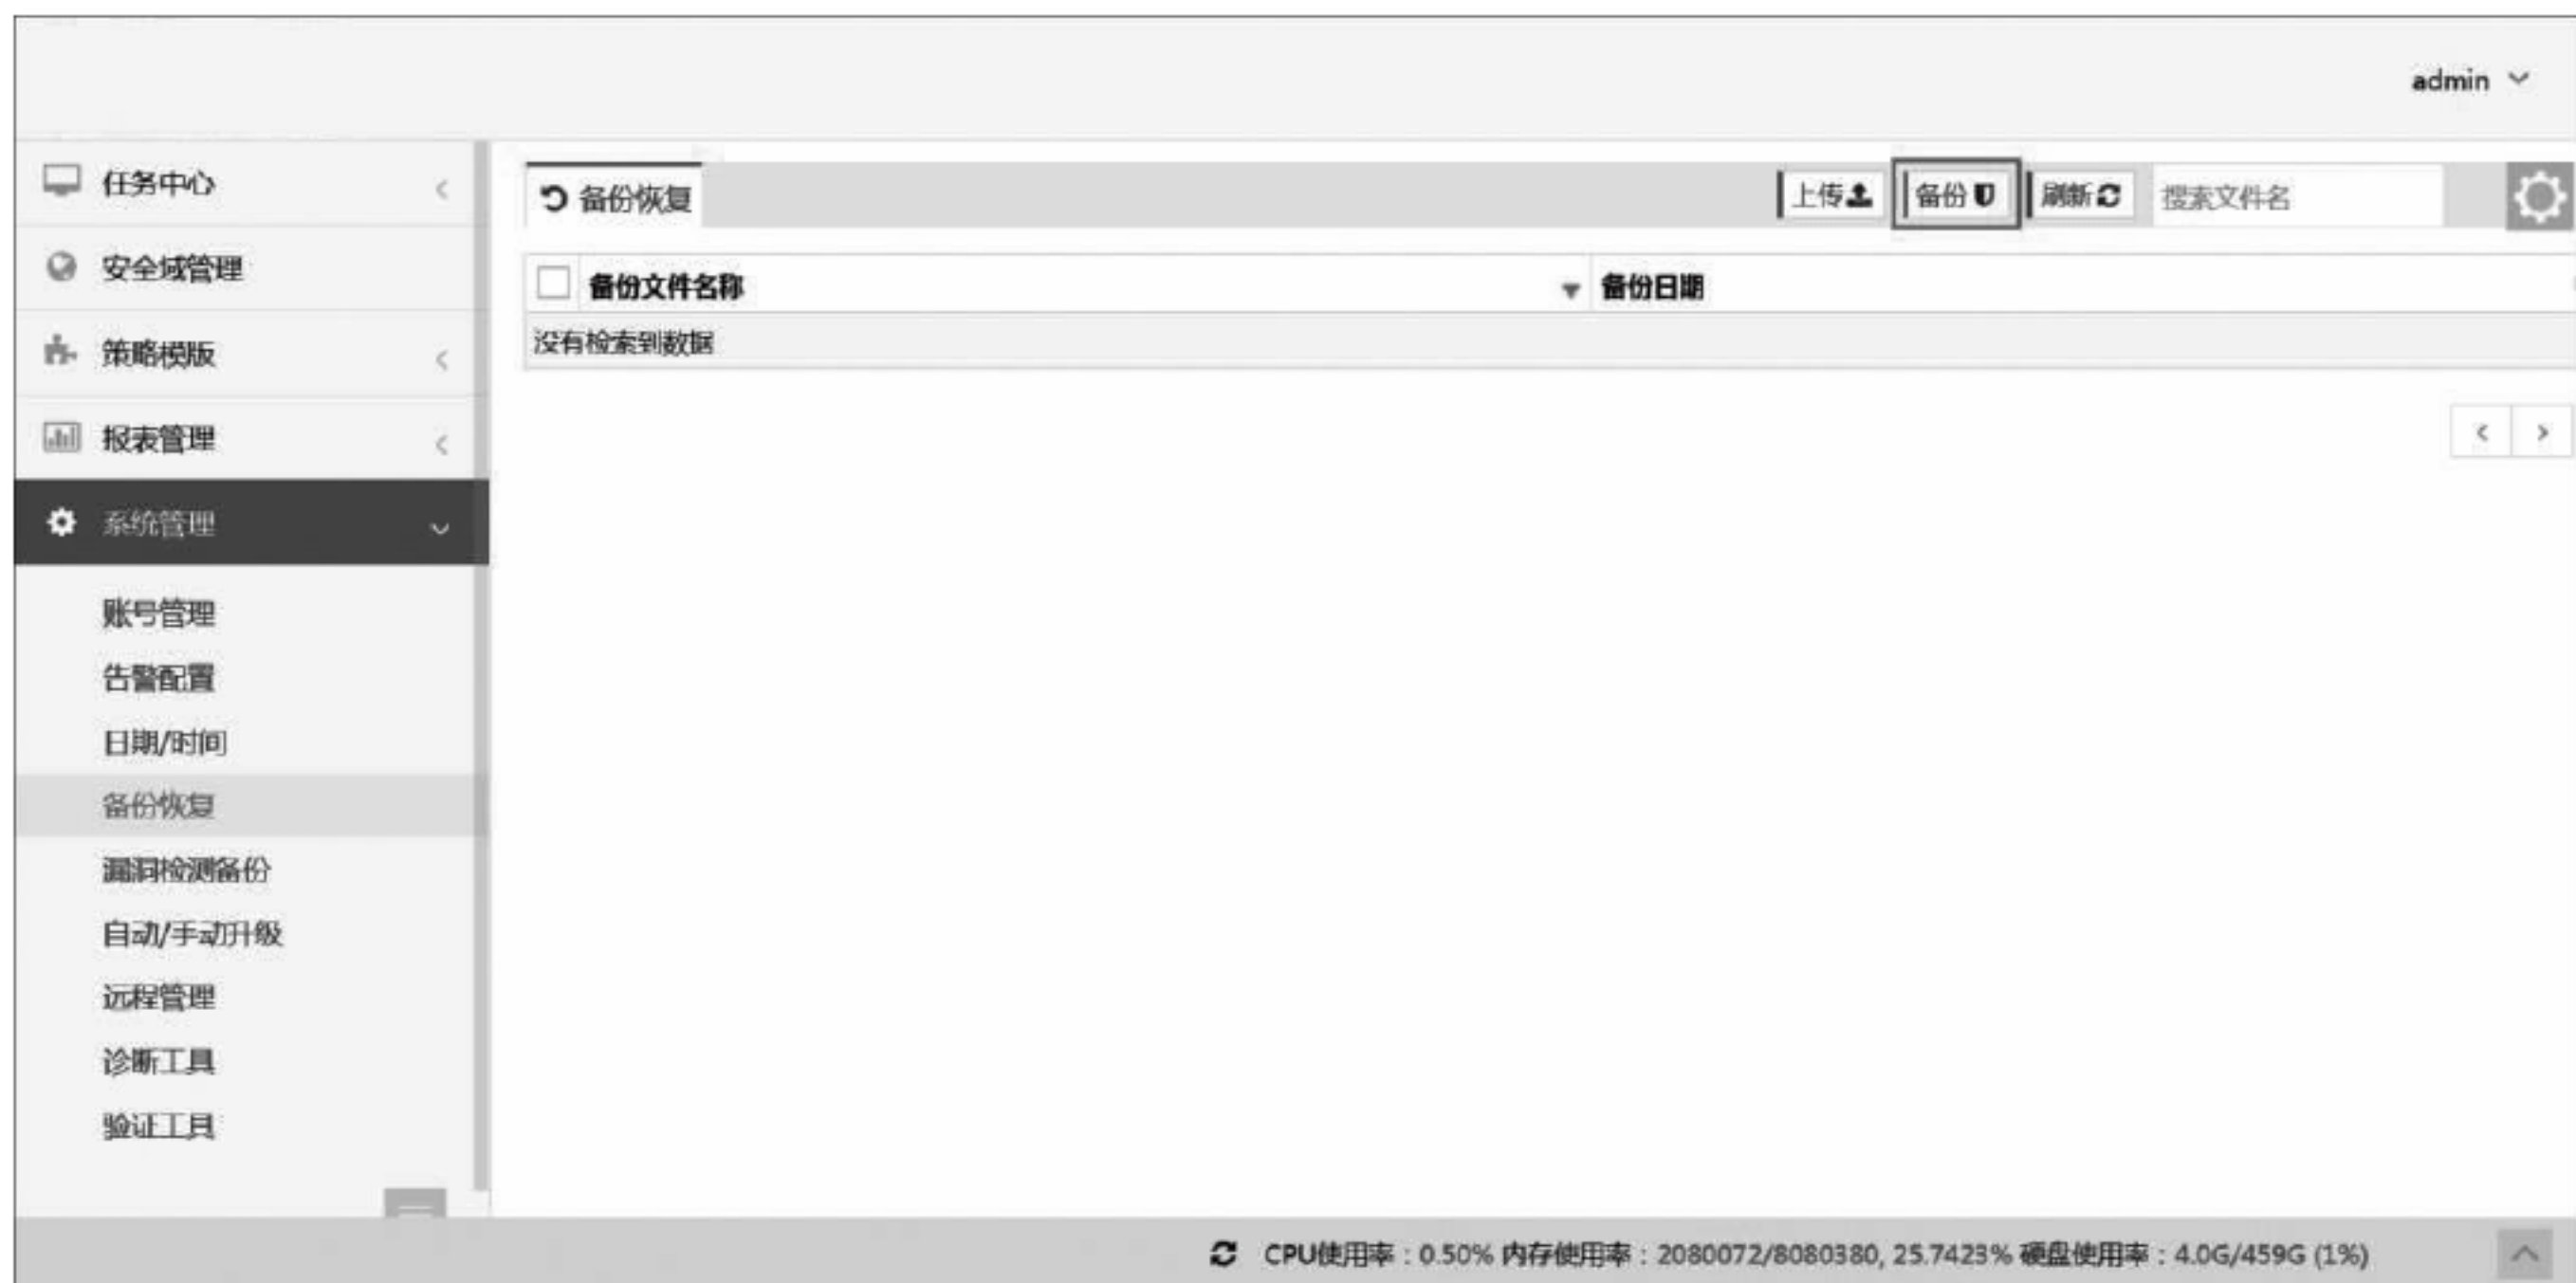 admin
任务中心
安全域管理
策略模版
报表管理
系统管理
账号管理
告警配置
日期/时间
备份恢复
漏洞检测备份
自动/手动升级
远程管理
诊断工具
验证工具
备份恢复
上传 备份 刷新 搜索文件名
备份文件名称 备份日期
没有检索到数据
CPU使用率：0.50% 内存使用率：2080072/8080380, 25.7423% 硬盘使用率：4.0G/459G (1%)